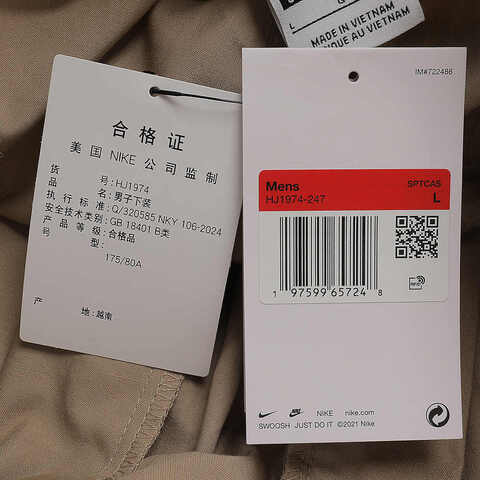 L
MADE IN VIETNAM
QUÉ AU VIETNAM
合格证
美国 NIKE 公司监制
货 号: HJ1974
品 名: 男子下装
执行标准: Q/320585 NKY 106-2024
安全技术类别: GB 18401 B类
产品等级: 合格品
型:
175/80A
产 地: 越南
IM#722486
Mens
SPTCAS
HJ1974-247
L
RFID
1 97599 65724 8
NIKE nike.com
SWOOSH JUST DO IT ©2021 Nike